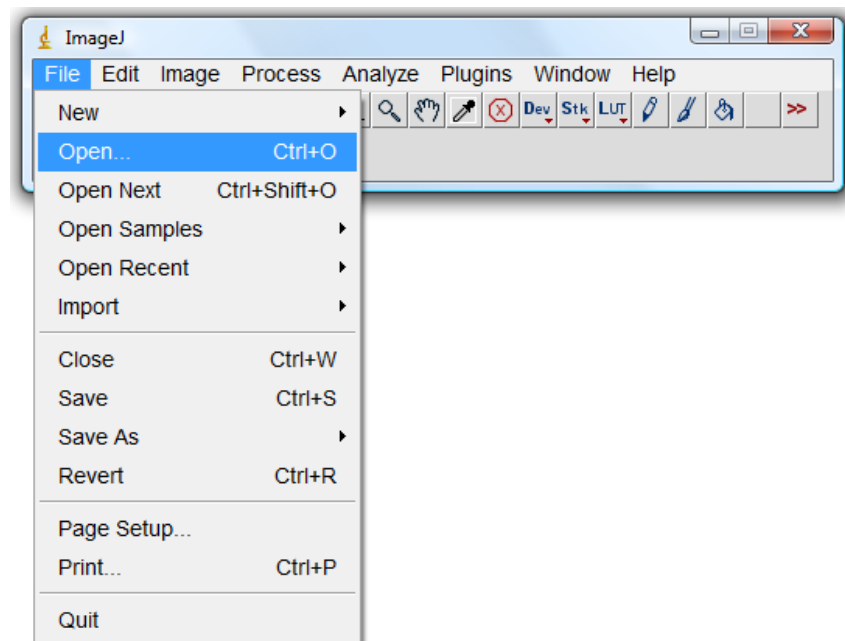 ImageJ
File Edit Image Process Analyze Plugins Window Help
Dev Stk LUT >>
New
Open... Ctrl+O
Open Next Ctrl+Shift+O
Open Samples
Open Recent
Import
Close Ctrl+W
Save Ctrl+S
Save As
Revert Ctrl+R
Page Setup...
Print... Ctrl+P
Quit